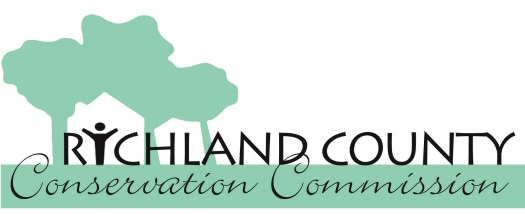 RICHLAND COUNTY
Conservation Commission